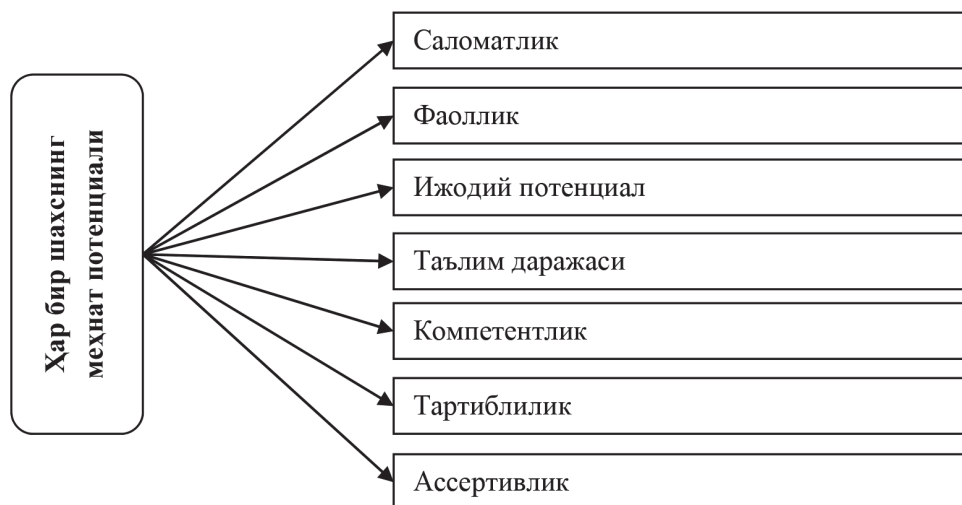 Ҳар бир шахснинг
меҳнат потенциали
Саломатлик
Фаоллик
Ижодий потенциал
Таълим даражаси
Компетентлик
Тартиблилик
Ассертивлик